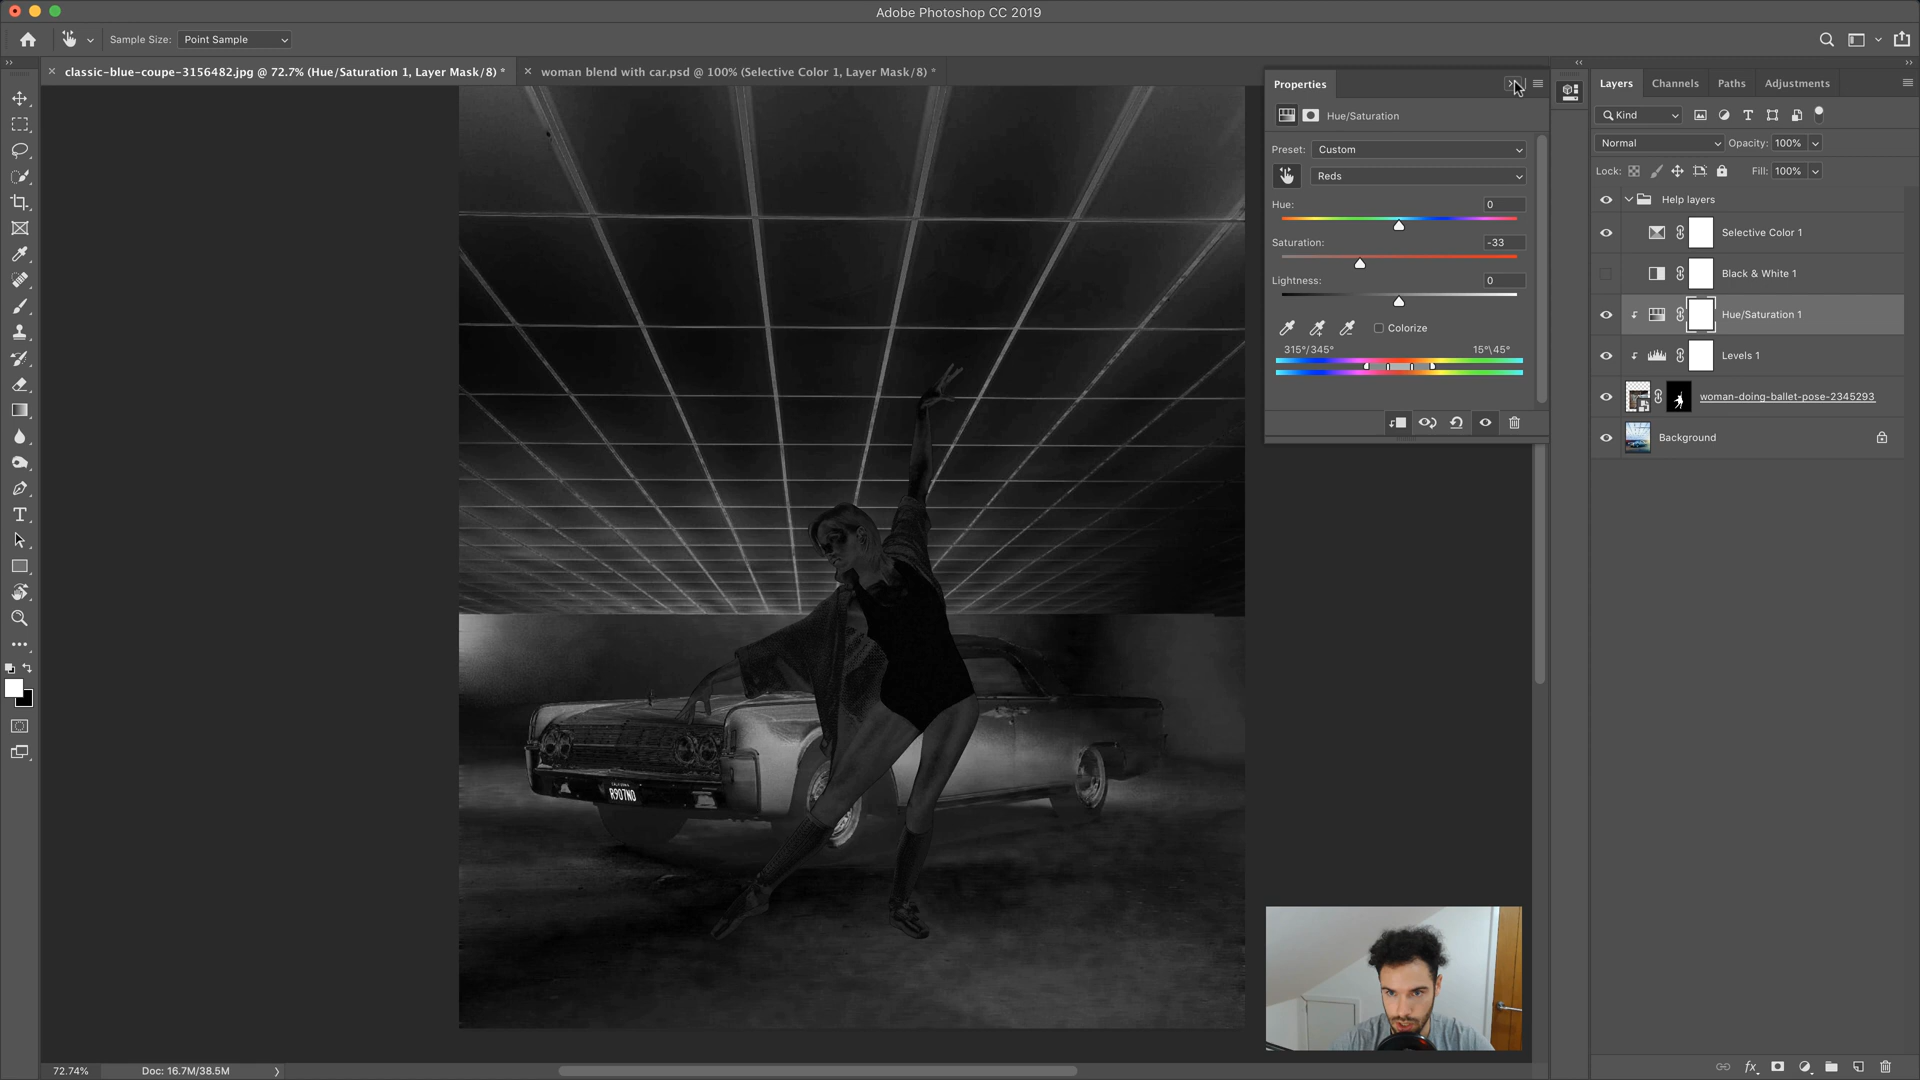 Adobe Photoshop CC 2019
Sample Size: Point Sample
classic-blue-coupe-3156482.jpg @ 72.7% (Hue/Saturation 1, Layer Mask/8) *
woman blend with car.psd @ 100% (Selective Color 1, Layer Mask/8) *
Properties
Hue/Saturation
Preset: Custom
Reds
Hue: 0
Saturation: -33
Lightness: 0
Colorize
315°/345° 15°\45°
Layers Channels Paths Adjustments
Kind
Normal Opacity: 100%
Lock: Fill: 100%
Help layers
Selective Color 1
Black & White 1
Hue/Saturation 1
Levels 1
woman-doing-ballet-pose-2345293
Background
CALIFORNIA
R907NO
72.74% Doc: 16.7M/38.5M